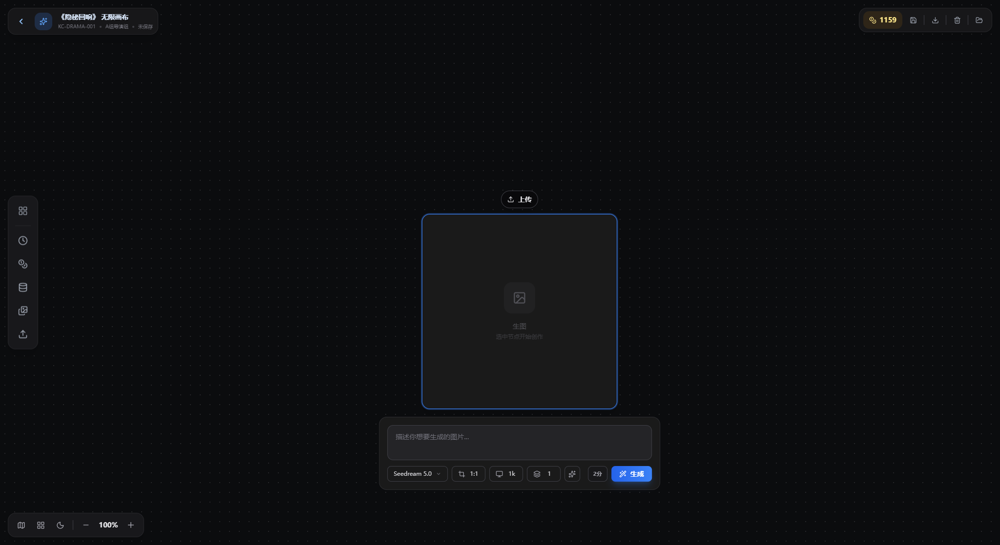 《隐秘回响》 无限画布
KC-DRAMA-001 • A组导演组 • 未保存
1159
上传
生图
选中节点开始创作
描述你想要生成的图片...
Seedream 5.0
1:1
1k
1
2分
生成
100%